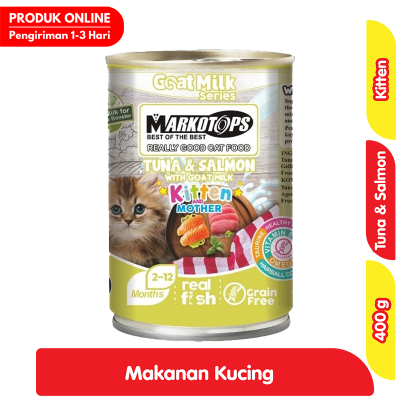 PRODUK ONLINE
Pengiriman 1-3 Hari
Goat Milk
Series
MARKOTOPS
BEST OF THE BEST
REALLY GOOD CAT FOOD
TUNA & SALMON
WITH GOAT MILK
Kitten
MOTHER
2-12
Months
real
fish
Grain
Free
Kitten
Tuna & Salmon
400 g
Makanan Kucing